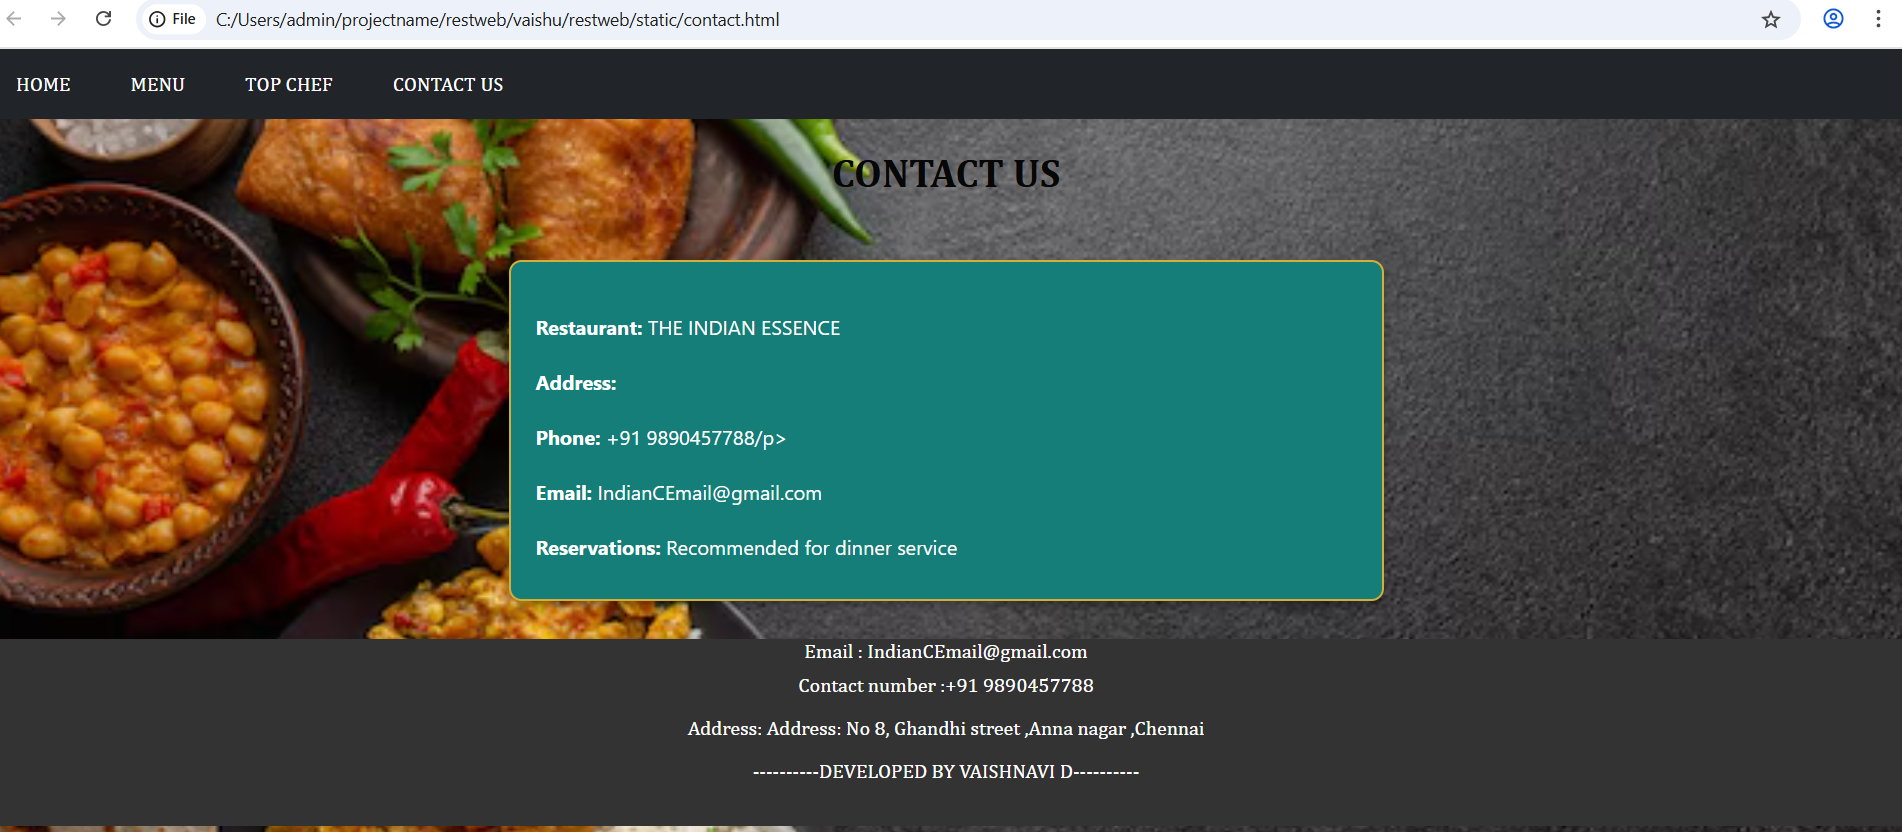 File C:/Users/admin/projectname/restweb/vaishu/restweb/static/contact.html
HOME MENU TOP CHEF CONTACT US
CONTACT US
Restaurant: THE INDIAN ESSENCE
Address:
Phone: +91 9890457788/p>
Email: IndianCEmail@gmail.com
Reservations: Recommended for dinner service
Email : IndianCEmail@gmail.com
Contact number :+91 9890457788
Address: Address: No 8, Ghandhi street ,Anna nagar ,Chennai
----------DEVELOPED BY VAISHNAVI D----------